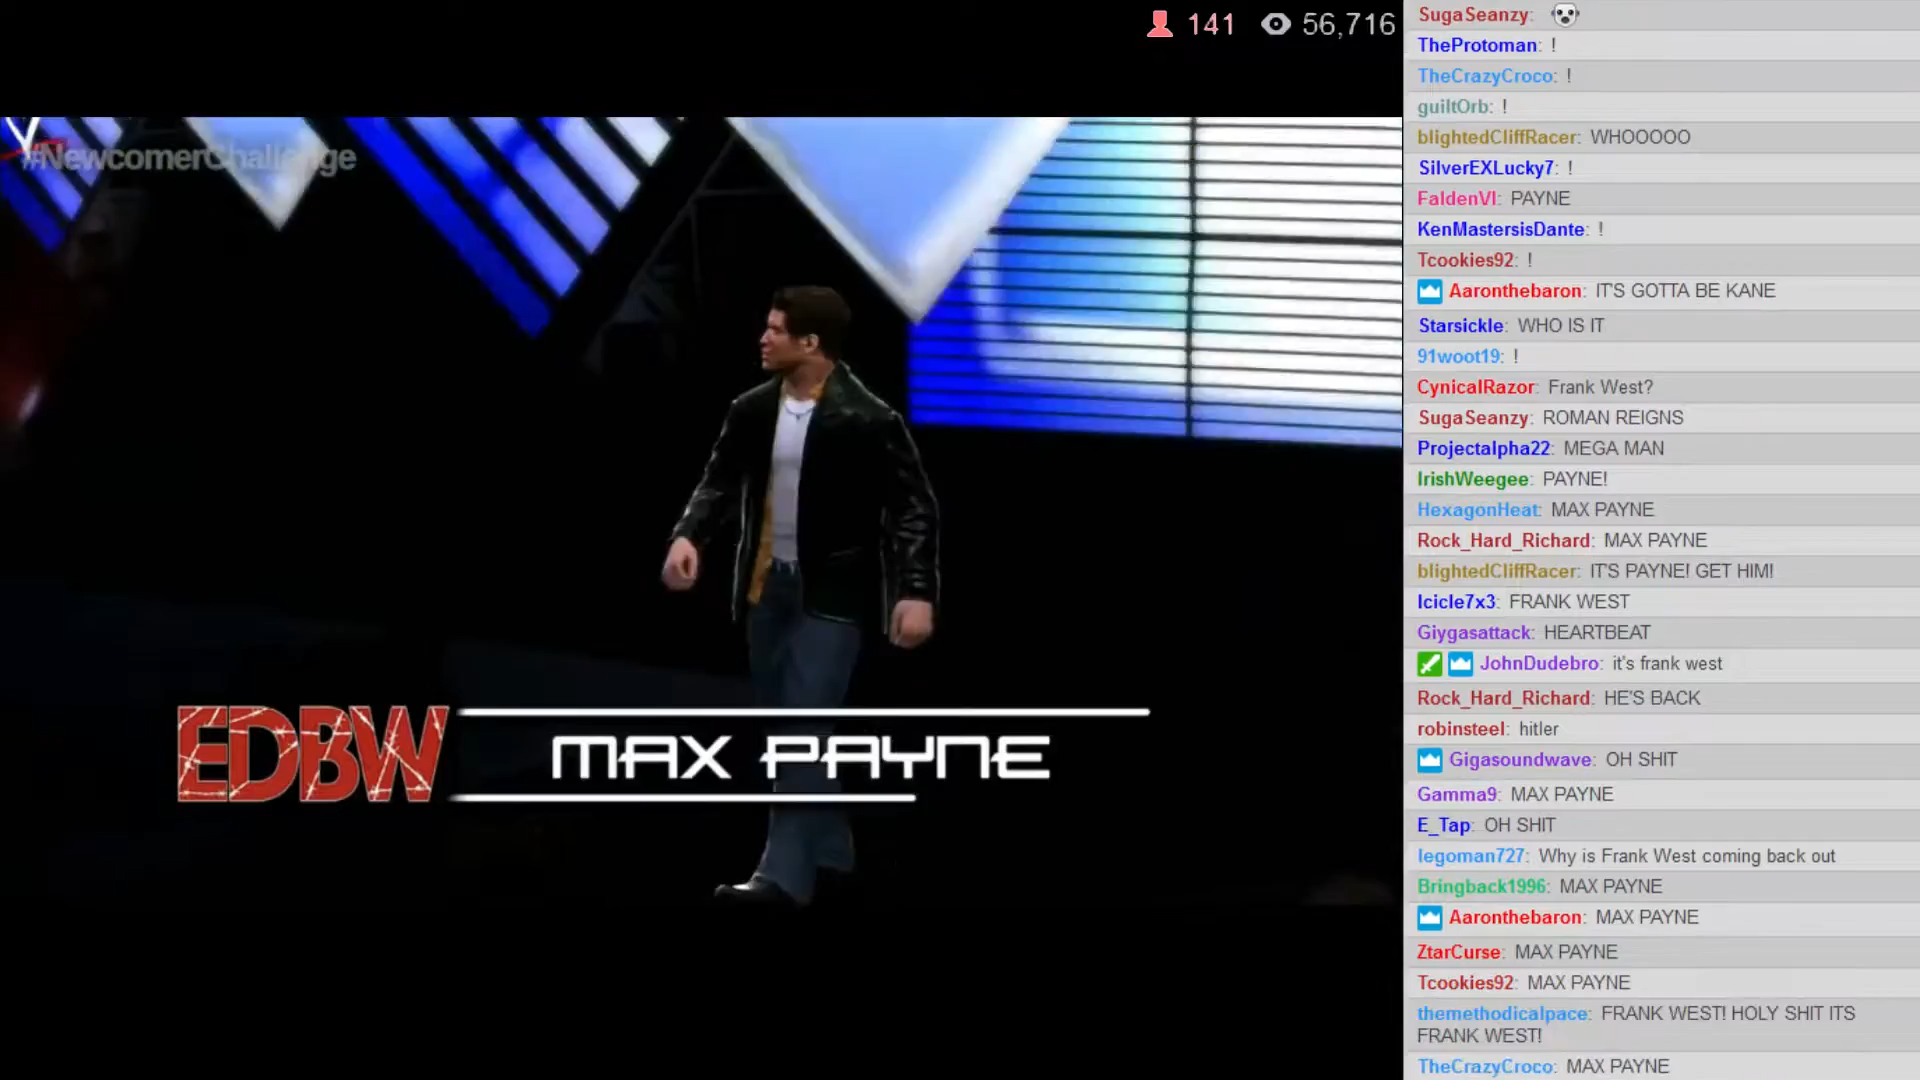 141 56,716
#NewcomerChallenge
EDBW
MAX PAYNE
SugaSeanzy:
TheProtoman: !
TheCrazyCroco: !
guiltOrb: !
blightedCliffRacer: WHOOOOO
SilverEXLucky7: !
FaldenVI: PAYNE
KenMastersisDante: !
Tcookies92: !
Aaronthebaron: IT'S GOTTA BE KANE
Starsickle: WHO IS IT
91woot19: !
CynicalRazor: Frank West?
SugaSeanzy: ROMAN REIGNS
Projectalpha22: MEGA MAN
IrishWeegee: PAYNE!
HexagonHeat: MAX PAYNE
Rock_Hard_Richard: MAX PAYNE
blightedCliffRacer: IT'S PAYNE! GET HIM!
Icicle7x3: FRANK WEST
Giygasattack: HEARTBEAT
JohnDudebro: it's frank west
Rock_Hard_Richard: HE'S BACK
robinsteel: hitler
Gigasoundwave: OH SHIT
Gamma9: MAX PAYNE
E_Tap: OH SHIT
legoman727: Why is Frank West coming back out
Bringback1996: MAX PAYNE
Aaronthebaron: MAX PAYNE
ZtarCurse: MAX PAYNE
Tcookies92: MAX PAYNE
themethodicalpace: FRANK WEST! HOLY SHIT ITS
FRANK WEST!
TheCrazyCroco: MAX PAYNE